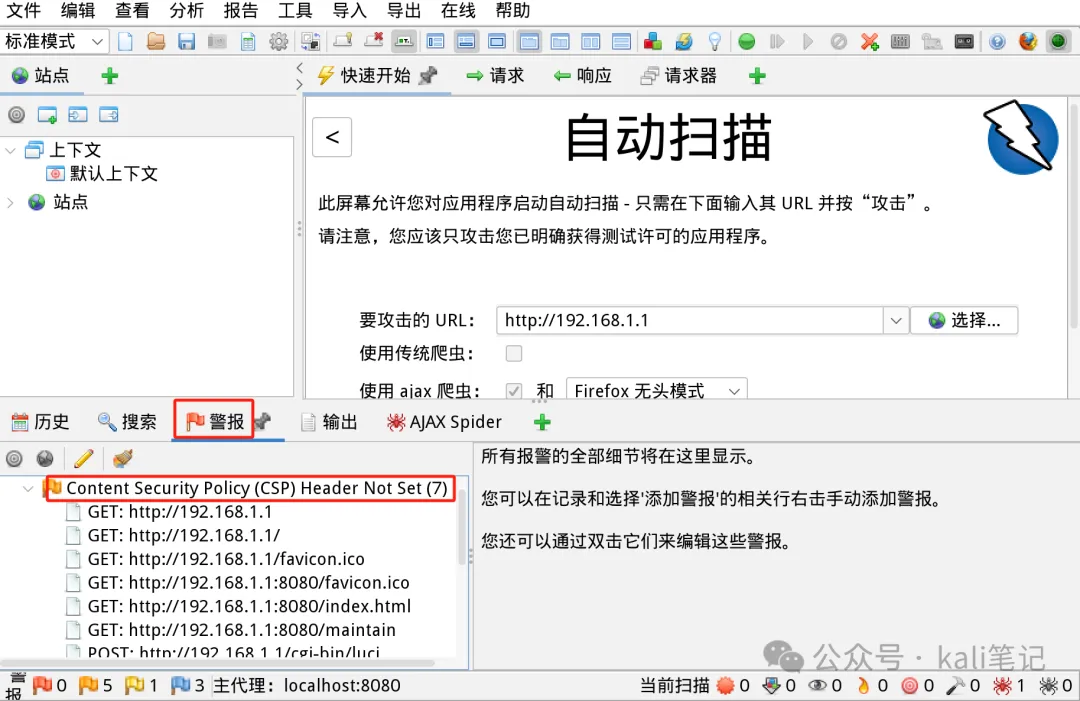 文件 编辑 查看 分析 报告 工具 导入 导出 在线 帮助
标准模式
站点
快速开始 请求 响应 请求器
<
自动扫描
上下文
默认上下文
站点
此屏幕允许您对应用程序启动自动扫描 - 只需在下面输入其 URL 并按“攻击”。
请注意，您应该只攻击您已明确获得测试许可的应用程序。
要攻击的 URL： http://192.168.1.1 选择...
使用传统爬虫：
使用 ajax 爬虫： 和 Firefox 无头模式
历史 搜索 警报 输出 AJAX Spider
Content Security Policy (CSP) Header Not Set (7)
GET: http://192.168.1.1
GET: http://192.168.1.1/
GET: http://192.168.1.1/favicon.ico
GET: http://192.168.1.1:8080/favicon.ico
GET: http://192.168.1.1:8080/index.html
GET: http://192.168.1.1:8080/maintain
POST: http://192.168.1.1/cgi-bin/luci
所有报警的全部细节将在这里显示。
您可以在记录和选择'添加警报'的相关行右击手动添加警报。
您还可以通过双击它们来编辑这些警报。
公众号 · kali笔记
警报 0 5 1 3 主代理： localhost:8080 当前扫描 0 0 0 0 0 0 1 0